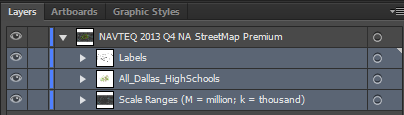 Layers Artboards Graphic Styles
NAVTEQ 2013 Q4 NA StreetMap Premium
Labels
All_Dallas_HighSchools
Scale Ranges (M = million; k = thousand)